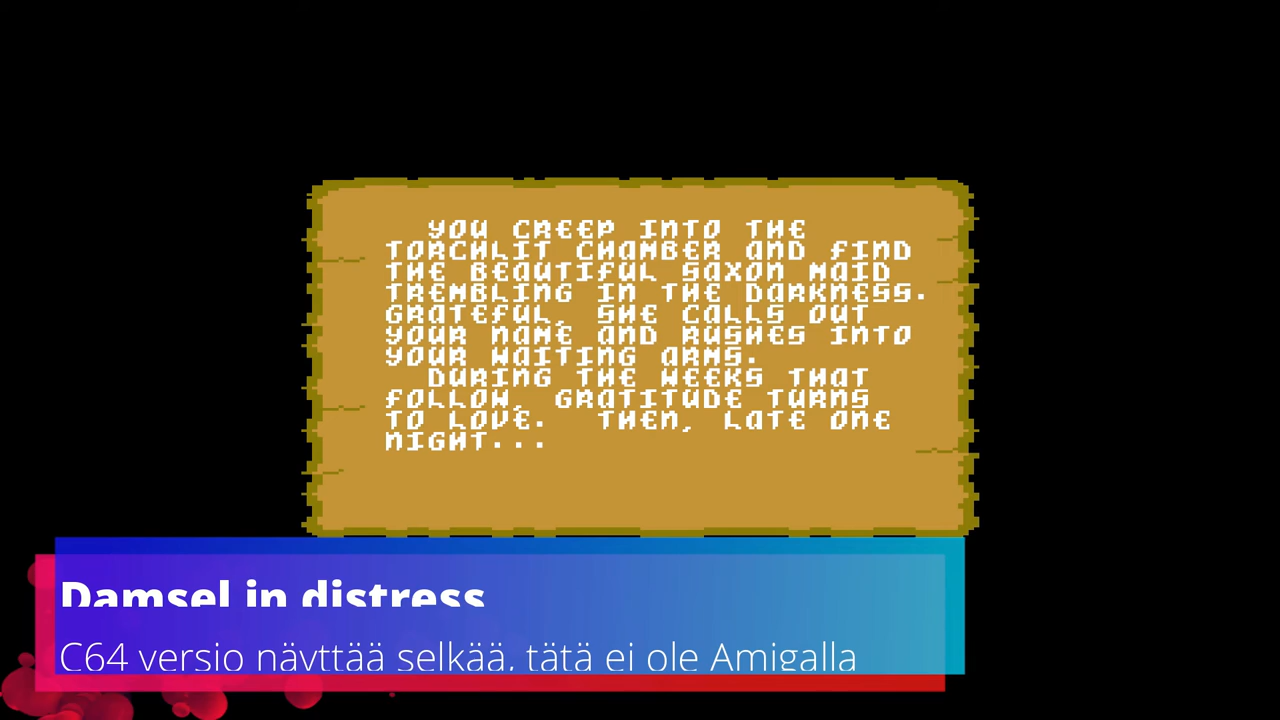 YOU CREEP INTO THE
TORCHLIT CHAMBER AND FIND
THE BEAUTIFUL SAXON MAID
TREMBLING IN THE DARKNESS.
GRATEFUL, SHE CALLS OUT
YOUR NAME AND RUSHES INTO
YOUR WAITING ARMS.
DURING THE WEEKS THAT
FOLLOW, GRATITUDE TURNS
TO LOVE. THEN, LATE ONE
NIGHT...
Damsel in distress
C64 versio näyttää selkää, tätä ei ole Amigalla